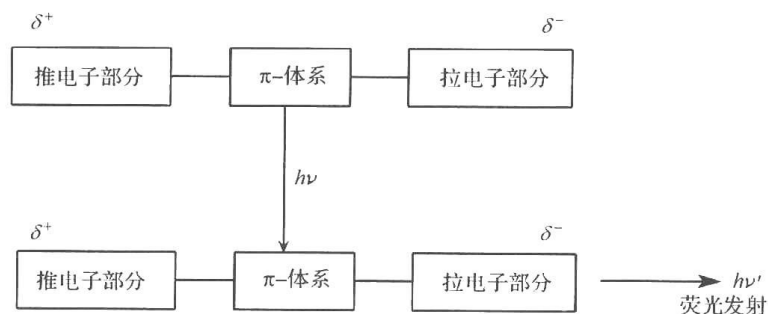 δ⁺ δ⁻
推电子部分 π-体系 拉电子部分
hν
δ⁺ δ⁻
推电子部分 π-体系 拉电子部分 hν′
荧光发射